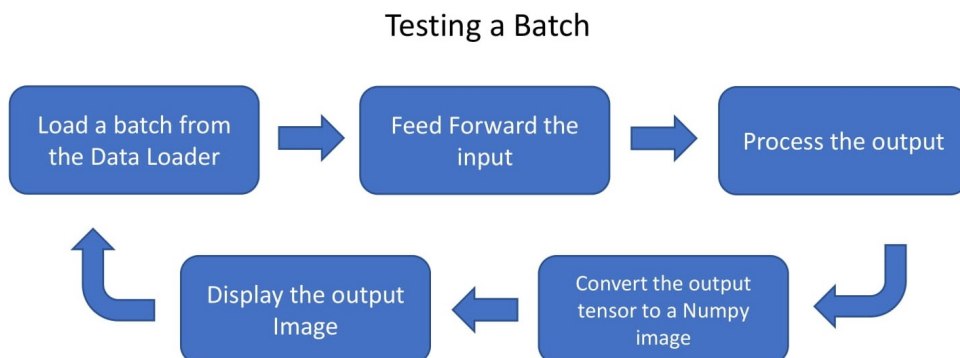 Testing a Batch
Load a batch from
the Data Loader
Feed Forward the
input
Process the output
Convert the output
tensor to a Numpy
image
Display the output
Image